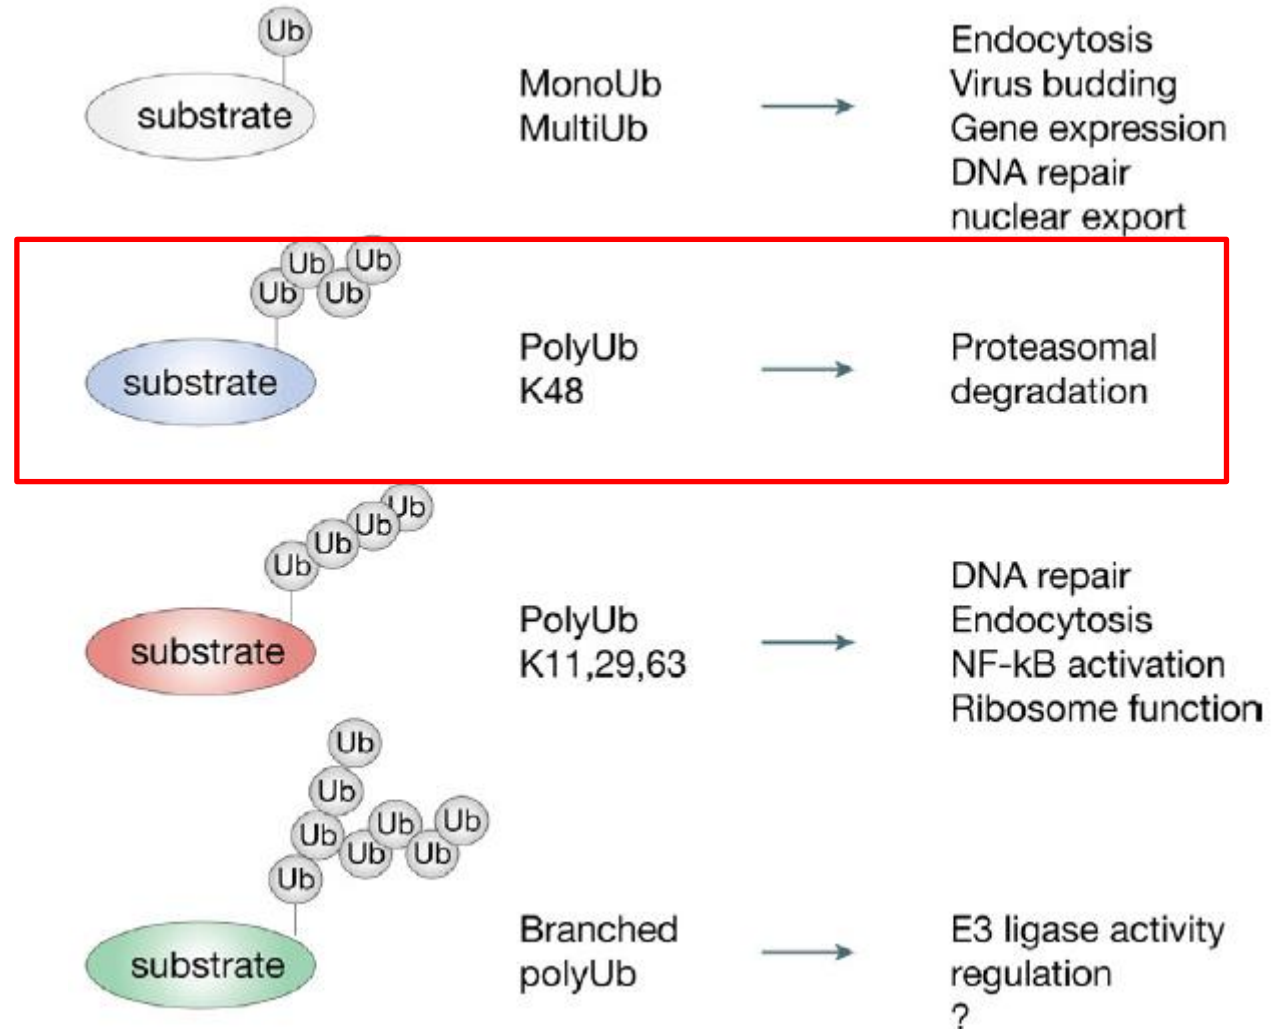 Ub
substrate
MonoUb
MultiUb
Endocytosis
Virus budding
Gene expression
DNA repair
nuclear export
Ub Ub
Ub Ub
substrate
PolyUb
K48
Proteasomal
degradation
Ub
Ub
Ub
Ub
substrate
PolyUb
K11,29,63
DNA repair
Endocytosis
NF-kB activation
Ribosome function
Ub
Ub
Ub Ub Ub
Ub Ub
Ub
substrate
Branched
polyUb
E3 ligase activity
regulation
?